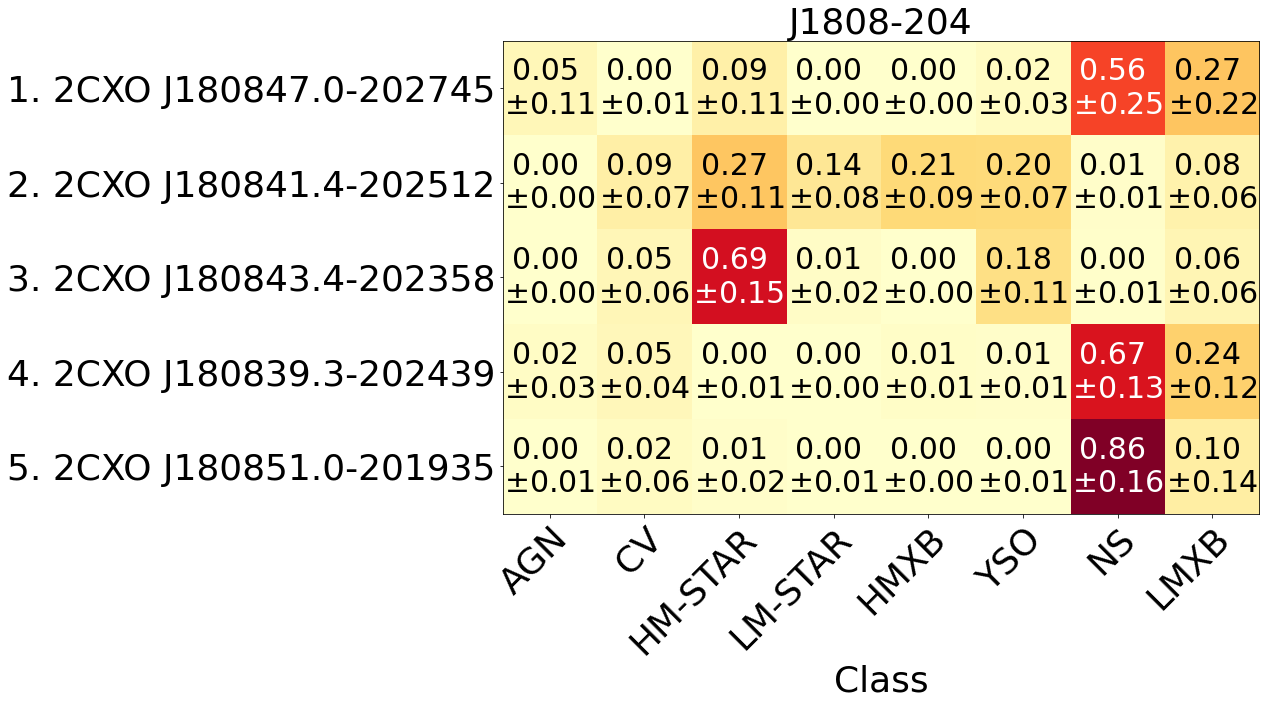 J1808-204
1. 2CXO J180847.0-202745
0.05 0.00 0.09 0.00 0.00 0.02 0.56 0.27
±0.11 ±0.01 ±0.11 ±0.00 ±0.00 ±0.03 ±0.25 ±0.22
2. 2CXO J180841.4-202512
0.00 0.09 0.27 0.14 0.21 0.20 0.01 0.08
±0.00 ±0.07 ±0.11 ±0.08 ±0.09 ±0.07 ±0.01 ±0.06
3. 2CXO J180843.4-202358
0.00 0.05 0.69 0.01 0.00 0.18 0.00 0.06
±0.00 ±0.06 ±0.15 ±0.02 ±0.00 ±0.11 ±0.01 ±0.06
4. 2CXO J180839.3-202439
0.02 0.05 0.00 0.00 0.01 0.01 0.67 0.24
±0.03 ±0.04 ±0.01 ±0.00 ±0.01 ±0.01 ±0.13 ±0.12
5. 2CXO J180851.0-201935
0.00 0.02 0.01 0.00 0.00 0.00 0.86 0.10
±0.01 ±0.06 ±0.02 ±0.01 ±0.00 ±0.01 ±0.16 ±0.14
AGN CV HM-STAR LM-STAR HMXB YSO NS LMXB
Class